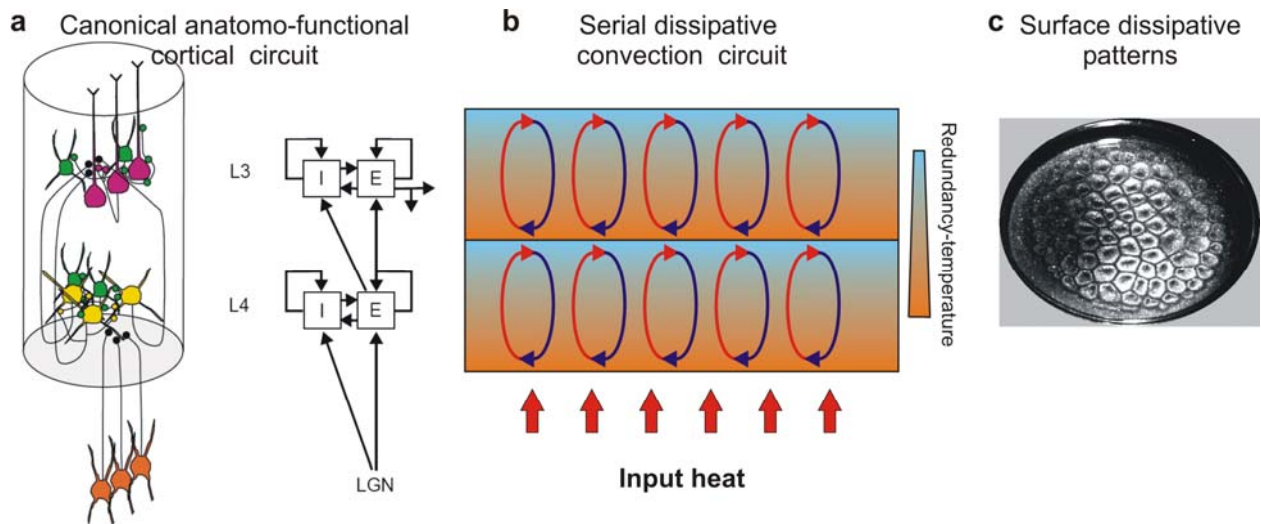 a Canonical anatomo-functional
cortical circuit
L3
I E
L4
I E
LGN
b Serial dissipative
convection circuit
Redundancy-temperature
Input heat
c Surface dissipative
patterns